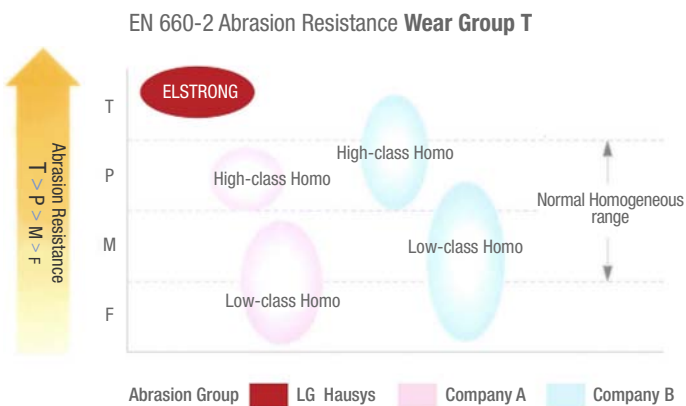 EN 660-2 Abrasion Resistance Wear Group T
Abrasion Resistance
T > P > M > F
T
P
M
F
ELSTRONG
High-class Homo
High-class Homo
Low-class Homo
Low-class Homo
Normal Homogeneous
range
Abrasion Group
LG Hausys
Company A
Company B